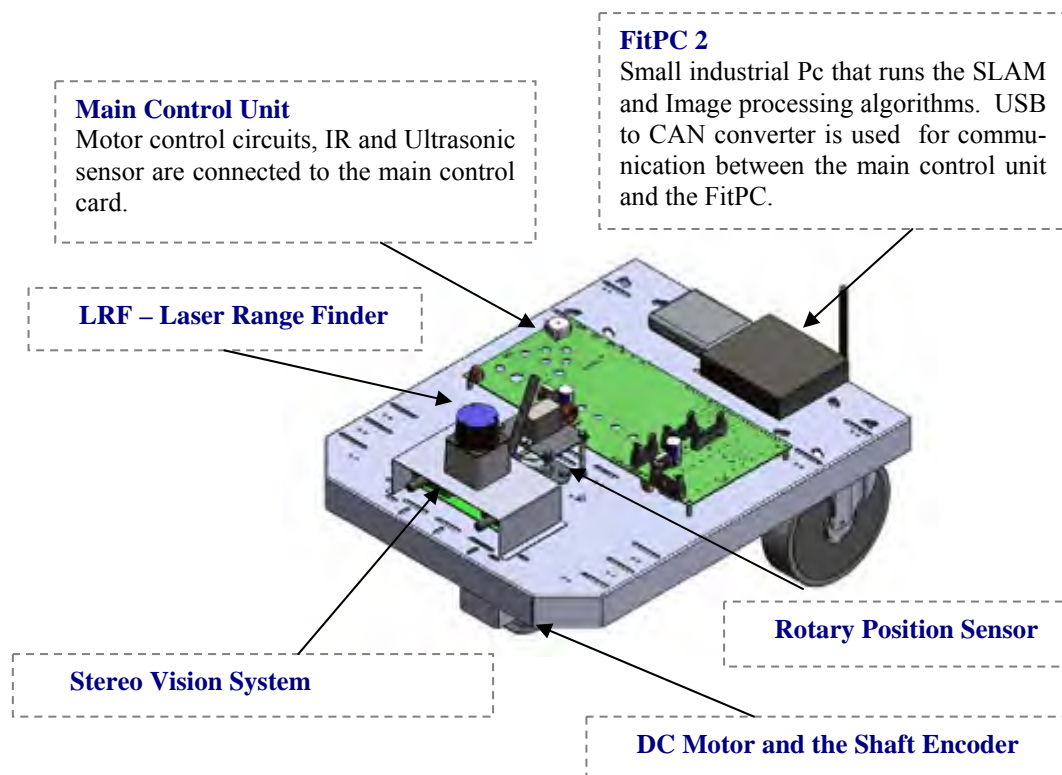 FitPC 2
Small industrial Pc that runs the SLAM
and Image processing algorithms. USB
to CAN converter is used for commu-
nication between the main control unit
and the FitPC.
Main Control Unit
Motor control circuits, IR and Ultrasonic
sensor are connected to the main control
card.
LRF – Laser Range Finder
Rotary Position Sensor
Stereo Vision System
DC Motor and the Shaft Encoder